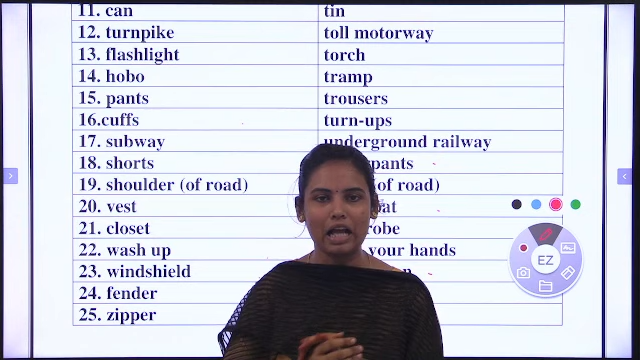 11. can tin
12. turnpike toll motorway
13. flashlight torch
14. hobo tramp
15. pants trousers
16.cuffs turn-ups
17. subway underground railway
18. shorts pants
19. shoulder (of road) (of road)
20. vest
21. closet
22. wash up your hands
23. windshield
24. fender
25. zipper
EZ